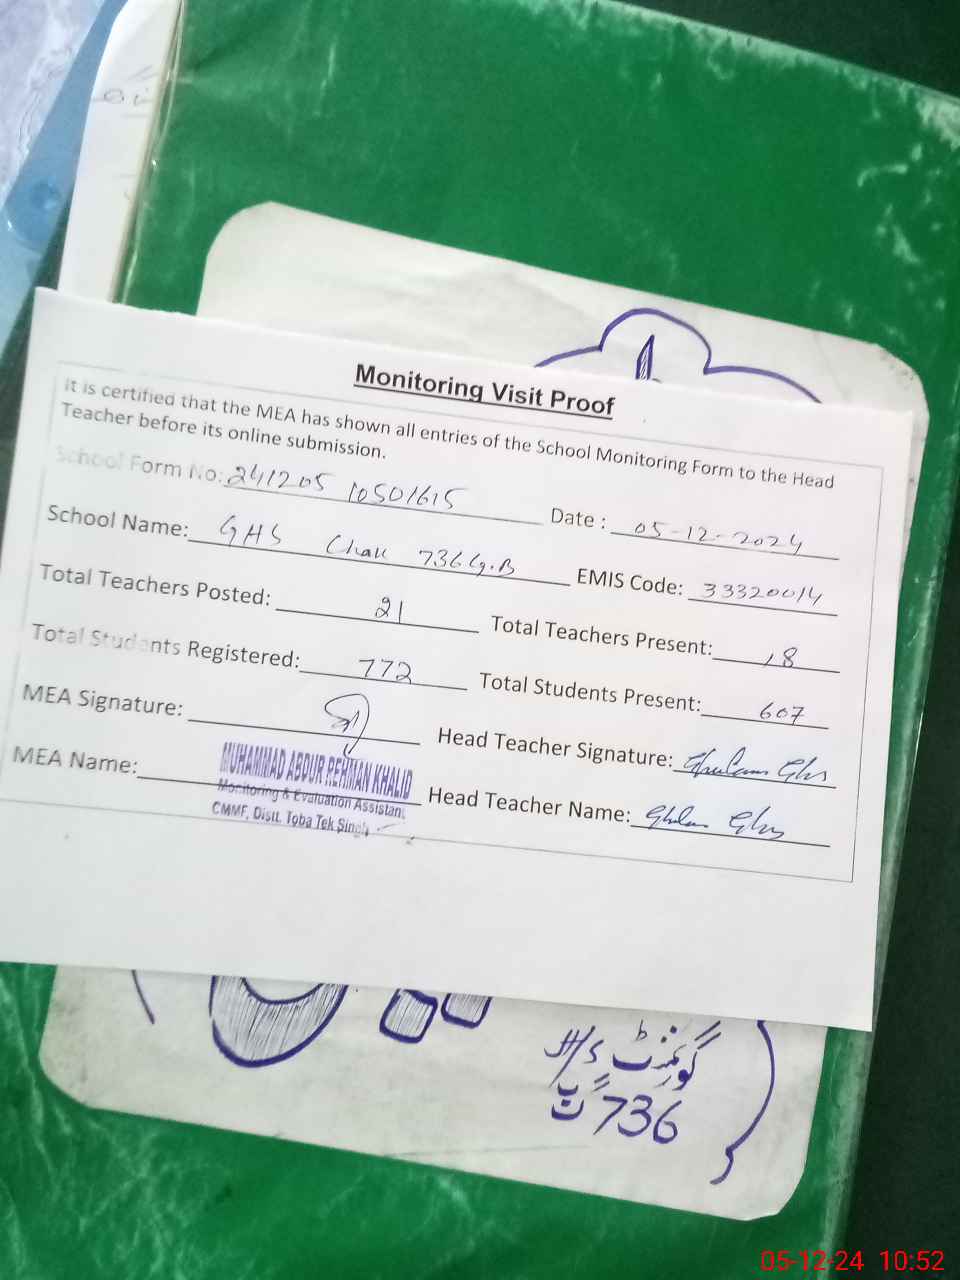 Monitoring Visit Proof
It is certified that the MEA has shown all entries of the School Monitoring Form to the Head
Teacher before its online submission.
School Form No: 241205 10501615 Date : 05-12-2024
School Name: GHS Chak 736 G.B EMIS Code: 33320014
Total Teachers Posted: 21 Total Teachers Present: 18
Total Students Registered: 772 Total Students Present: 607
MEA Signature: Head Teacher Signature:
MEA Name: MUHAMMAD ABDUR REHMAN KHALID Head Teacher Name:
Monitoring & Evaluation Assistant
CMMF, Distt. Toba Tek Singh
گورنمنٹ
736
05-12-24 10:52